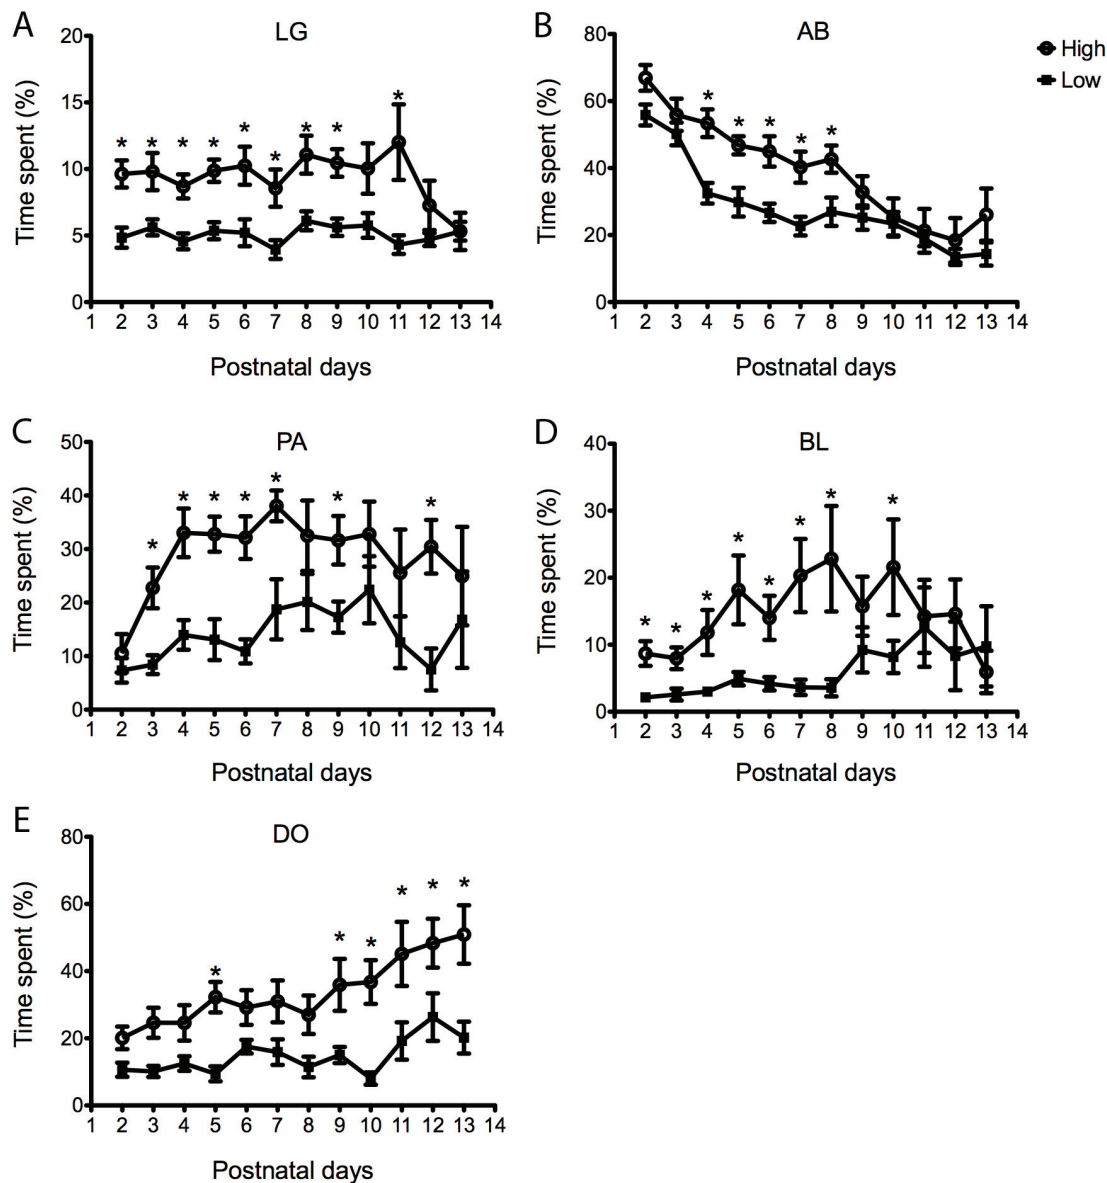 A
LG
20
15
10
5
0
* * * * * * * * *
Time spent (%)
1 2 3 4 5 6 7 8 9 10 11 12 13 14
Postnatal days
B
AB
80
60
40
20
0
* * * * *
Time spent (%)
1 2 3 4 5 6 7 8 9 10 11 12 13 14
Postnatal days
High
Low
C
PA
50
40
30
20
10
0
* * * * * * *
Time spent (%)
1 2 3 4 5 6 7 8 9 10 11 12 13 14
Postnatal days
D
BL
40
30
20
10
0
* * * * * * * *
Time spent (%)
1 2 3 4 5 6 7 8 9 10 11 12 13 14
Postnatal days
E
DO
80
60
40
20
0
* * * * * *
Time spent (%)
1 2 3 4 5 6 7 8 9 10 11 12 13 14
Postnatal days